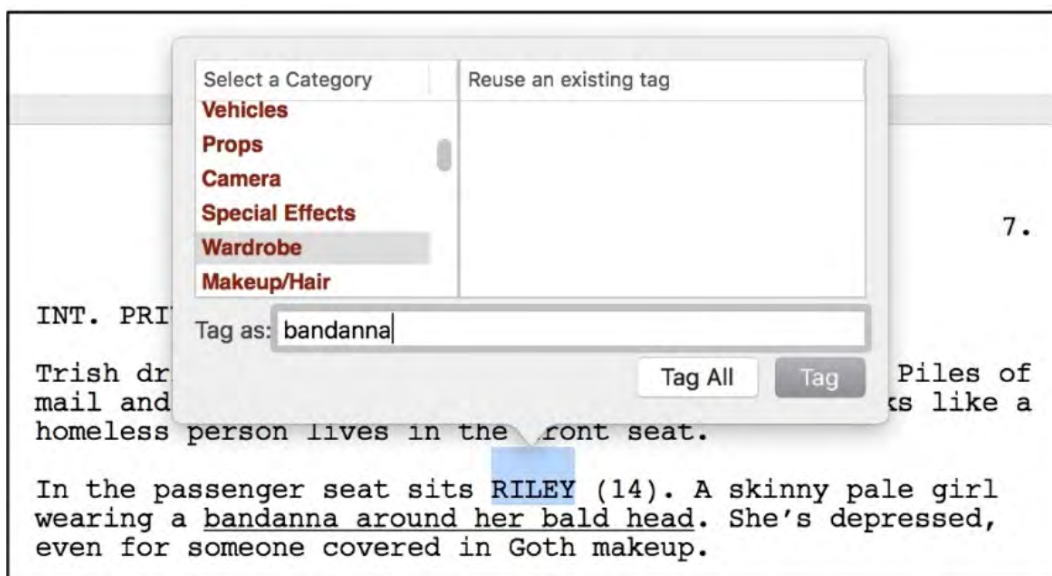 Select a Category
Reuse an existing tag
Vehicles
Props
Camera
Special Effects
Wardrobe
Makeup/Hair
Tag as: bandanna
Tag All
Tag
7.
INT. PRI
Trish dr Piles of
mail and ks like a
homeless person lives in the front seat.
In the passenger seat sits RILEY (14). A skinny pale girl
wearing a bandanna around her bald head. She's depressed,
even for someone covered in Goth makeup.